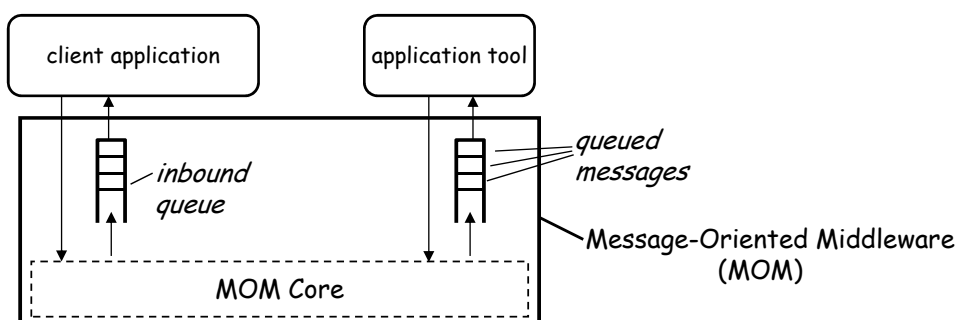 client application
application tool
queued
messages
inbound
queue
Message-Oriented Middleware
(MOM)
MOM Core